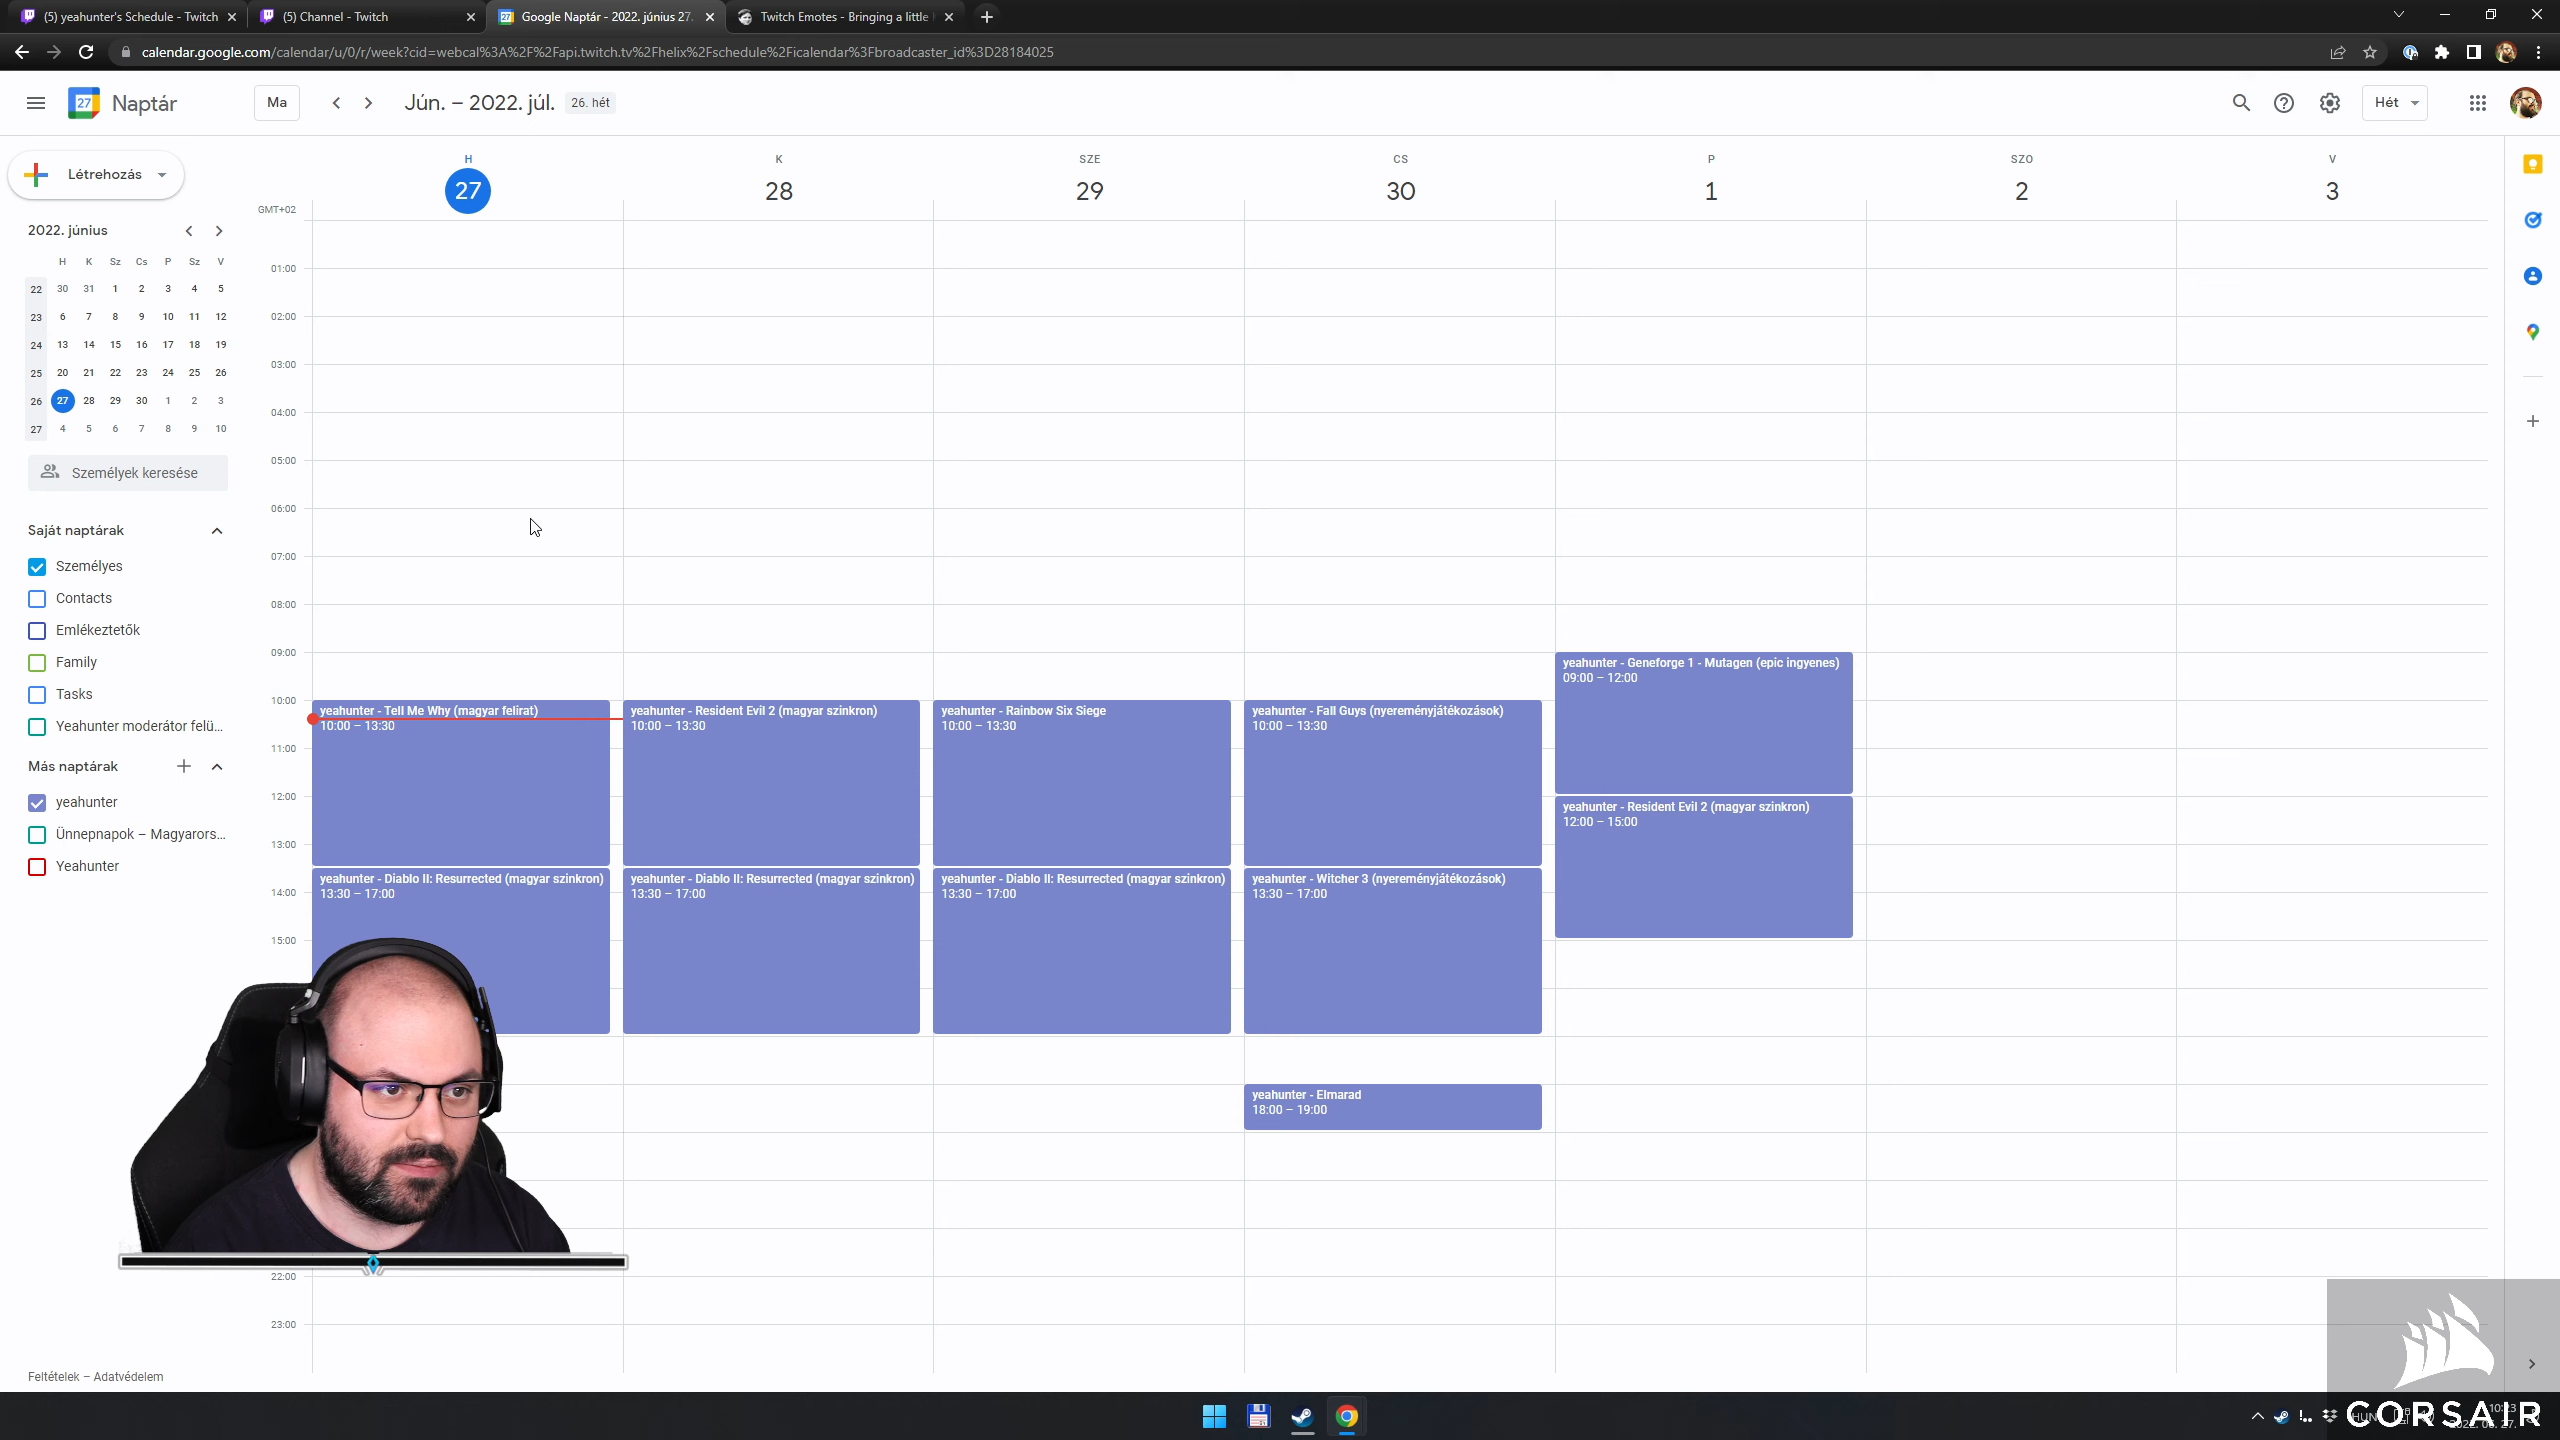 (5) yeahunter's Schedule - Twitch
(5) Channel - Twitch
Google Naptár - 2022. június 27.
Twitch Emotes - Bringing a little
calendar.google.com/calendar/u/0/r/week?cid=webcal%3A%2F%2Fapi.twitch.tv%2Fhelix%2Fschedule%2Ficalendar%3Fbroadcaster_id%3D28184025
27
Naptár
Ma
Jún. – 2022. júl.
26. hét
Hét
Létrehozás
H
K
SZE
CS
P
SZO
V
27
28
29
30
1
2
3
GMT+02
2022. június
H K Sz Cs P Sz V
22 30 31 1 2 3 4 5
23 6 7 8 9 10 11 12
24 13 14 15 16 17 18 19
25 20 21 22 23 24 25 26
26 27 28 29 30 1 2 3
27 4 5 6 7 8 9 10
Személyek keresése
Saját naptárak
Személyes
Contacts
Emlékeztetők
Family
Tasks
Yeahunter moderátor felü...
Más naptárak
yeahunter
Ünnepnapok – Magyarors...
Yeahunter
01:00
02:00
03:00
04:00
05:00
06:00
07:00
08:00
09:00
10:00
11:00
12:00
13:00
14:00
15:00
22:00
23:00
yeahunter - Tell Me Why (magyar felirat)
10:00 – 13:30
yeahunter - Diablo II: Resurrected (magyar szinkron)
13:30 – 17:00
yeahunter - Resident Evil 2 (magyar szinkron)
10:00 – 13:30
yeahunter - Diablo II: Resurrected (magyar szinkron)
13:30 – 17:00
yeahunter - Rainbow Six Siege
10:00 – 13:30
yeahunter - Diablo II: Resurrected (magyar szinkron)
13:30 – 17:00
yeahunter - Fall Guys (nyereményjátékozások)
10:00 – 13:30
yeahunter - Witcher 3 (nyereményjátékozások)
13:30 – 17:00
yeahunter - Elmarad
18:00 – 19:00
yeahunter - Geneforge 1 - Mutagen (epic ingyenes)
09:00 – 12:00
yeahunter - Resident Evil 2 (magyar szinkron)
12:00 – 15:00
Feltételek – Adatvédelem
CORSAIR
HUN
10:23